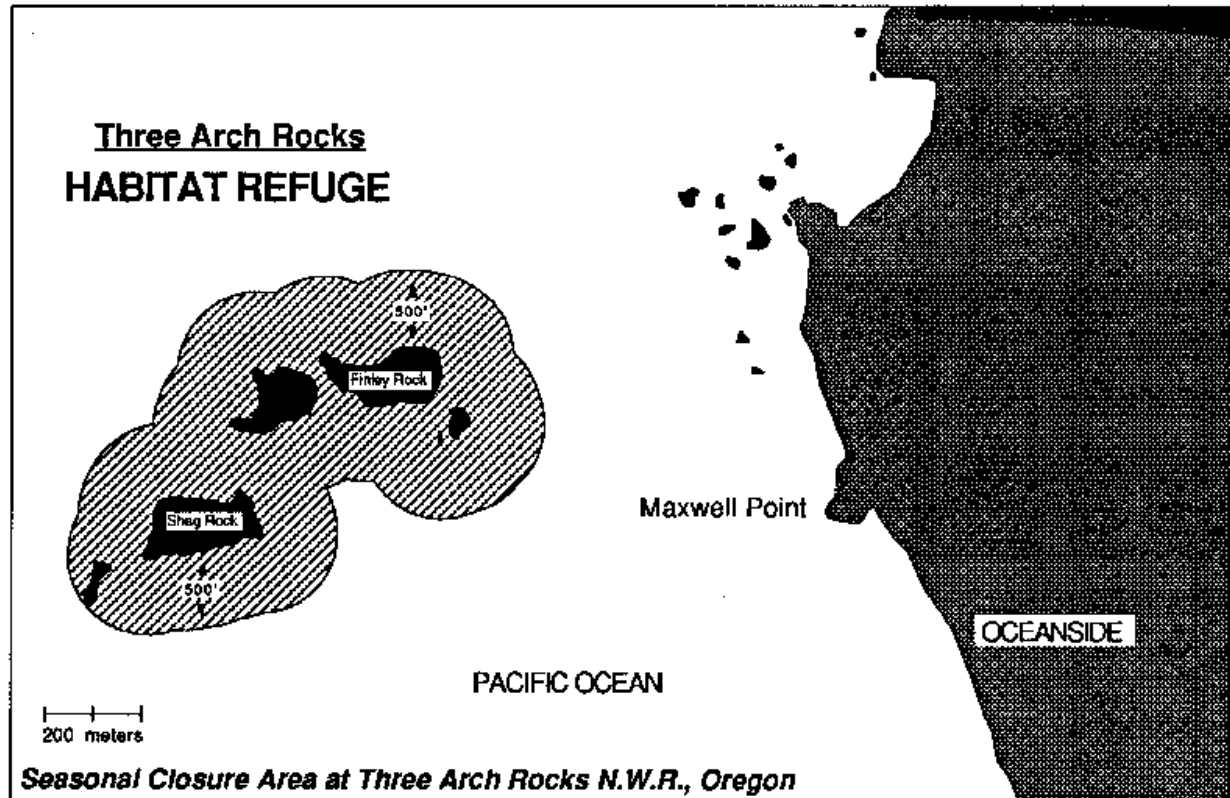 Three Arch Rocks
HABITAT REFUGE
500'
Finley Rock
Maxwell Point
Shag Rock
500'
OCEANSIDE
PACIFIC OCEAN
200 meters
Seasonal Closure Area at Three Arch Rocks N.W.R., Oregon